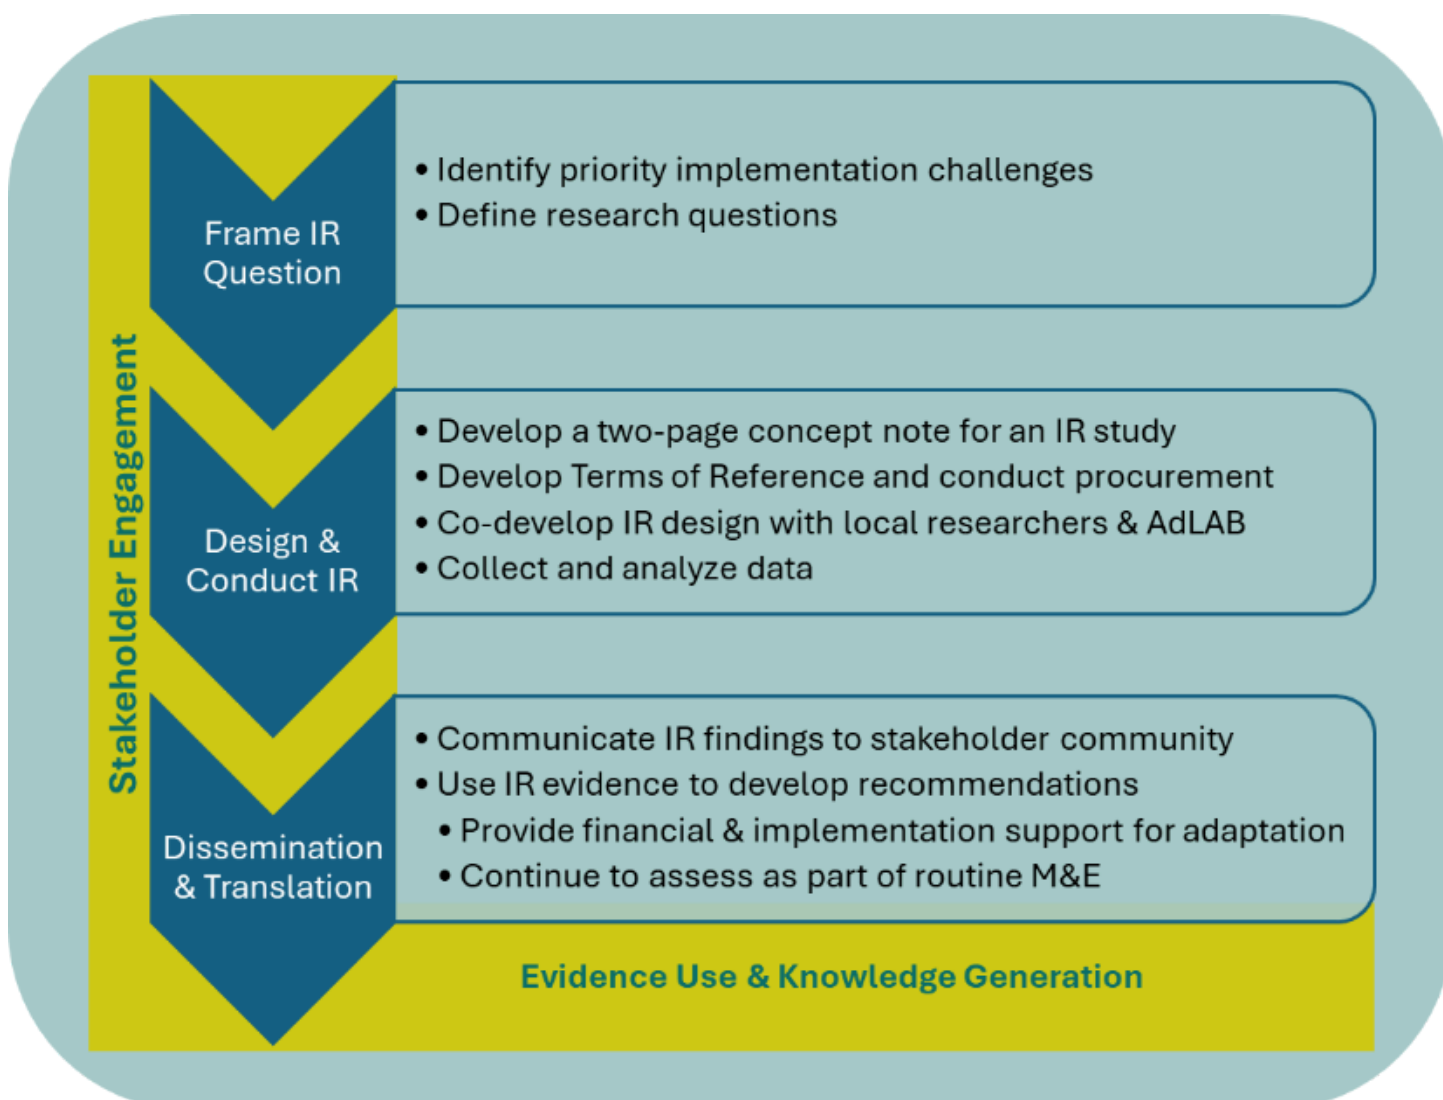 Stakeholder Engagement
Frame IR
Question
• Identify priority implementation challenges
• Define research questions
Design &
Conduct IR
• Develop a two-page concept note for an IR study
• Develop Terms of Reference and conduct procurement
• Co-develop IR design with local researchers & AdLAB
• Collect and analyze data
Dissemination
& Translation
• Communicate IR findings to stakeholder community
• Use IR evidence to develop recommendations
• Provide financial & implementation support for adaptation
• Continue to assess as part of routine M&E
Evidence Use & Knowledge Generation